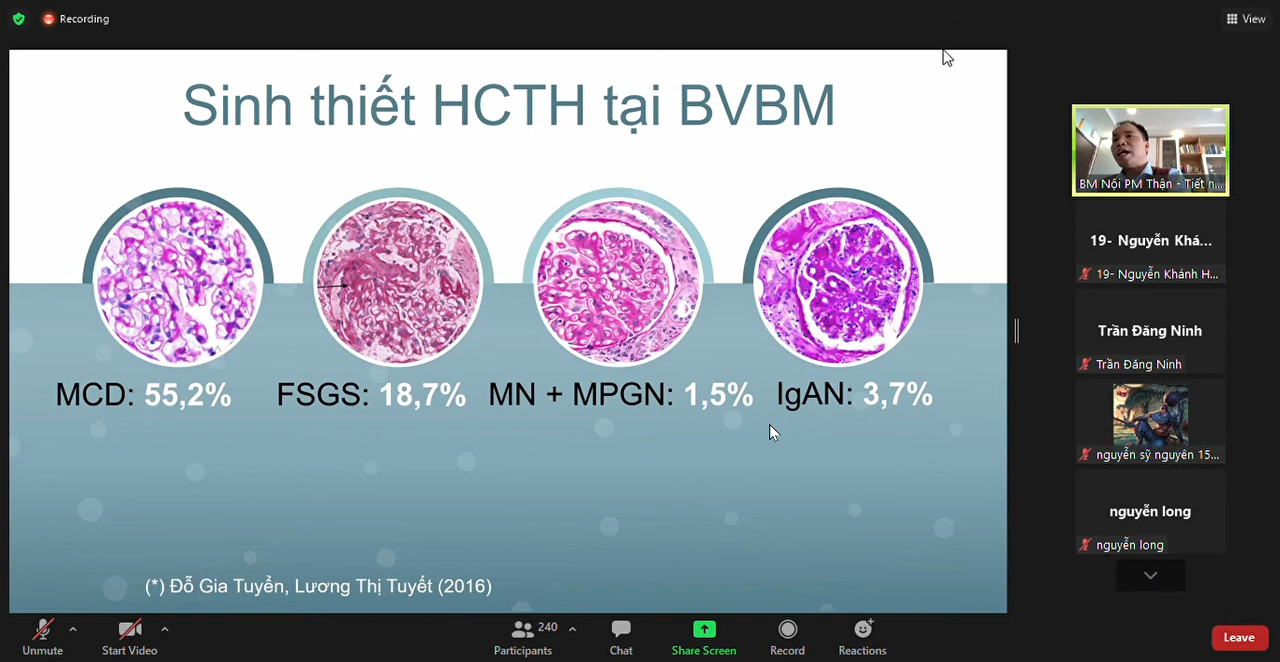 Recording
View
Sinh thiết HCTH tại BVBM
MCD: 55,2%
FSGS: 18,7%
MN + MPGN: 1,5%
IgAN: 3,7%
(*) Đỗ Gia Tuyển, Lương Thị Tuyết (2016)
BM Nội PM Thận - Tiết n...
19- Nguyễn Khá...
19- Nguyễn Khánh H...
Trần Đăng Ninh
Trần Đăng Ninh
nguyễn sỹ nguyên 15...
nguyễn long
nguyễn long
Unmute
Start Video
240
Participants
Chat
Share Screen
Record
Reactions
Leave